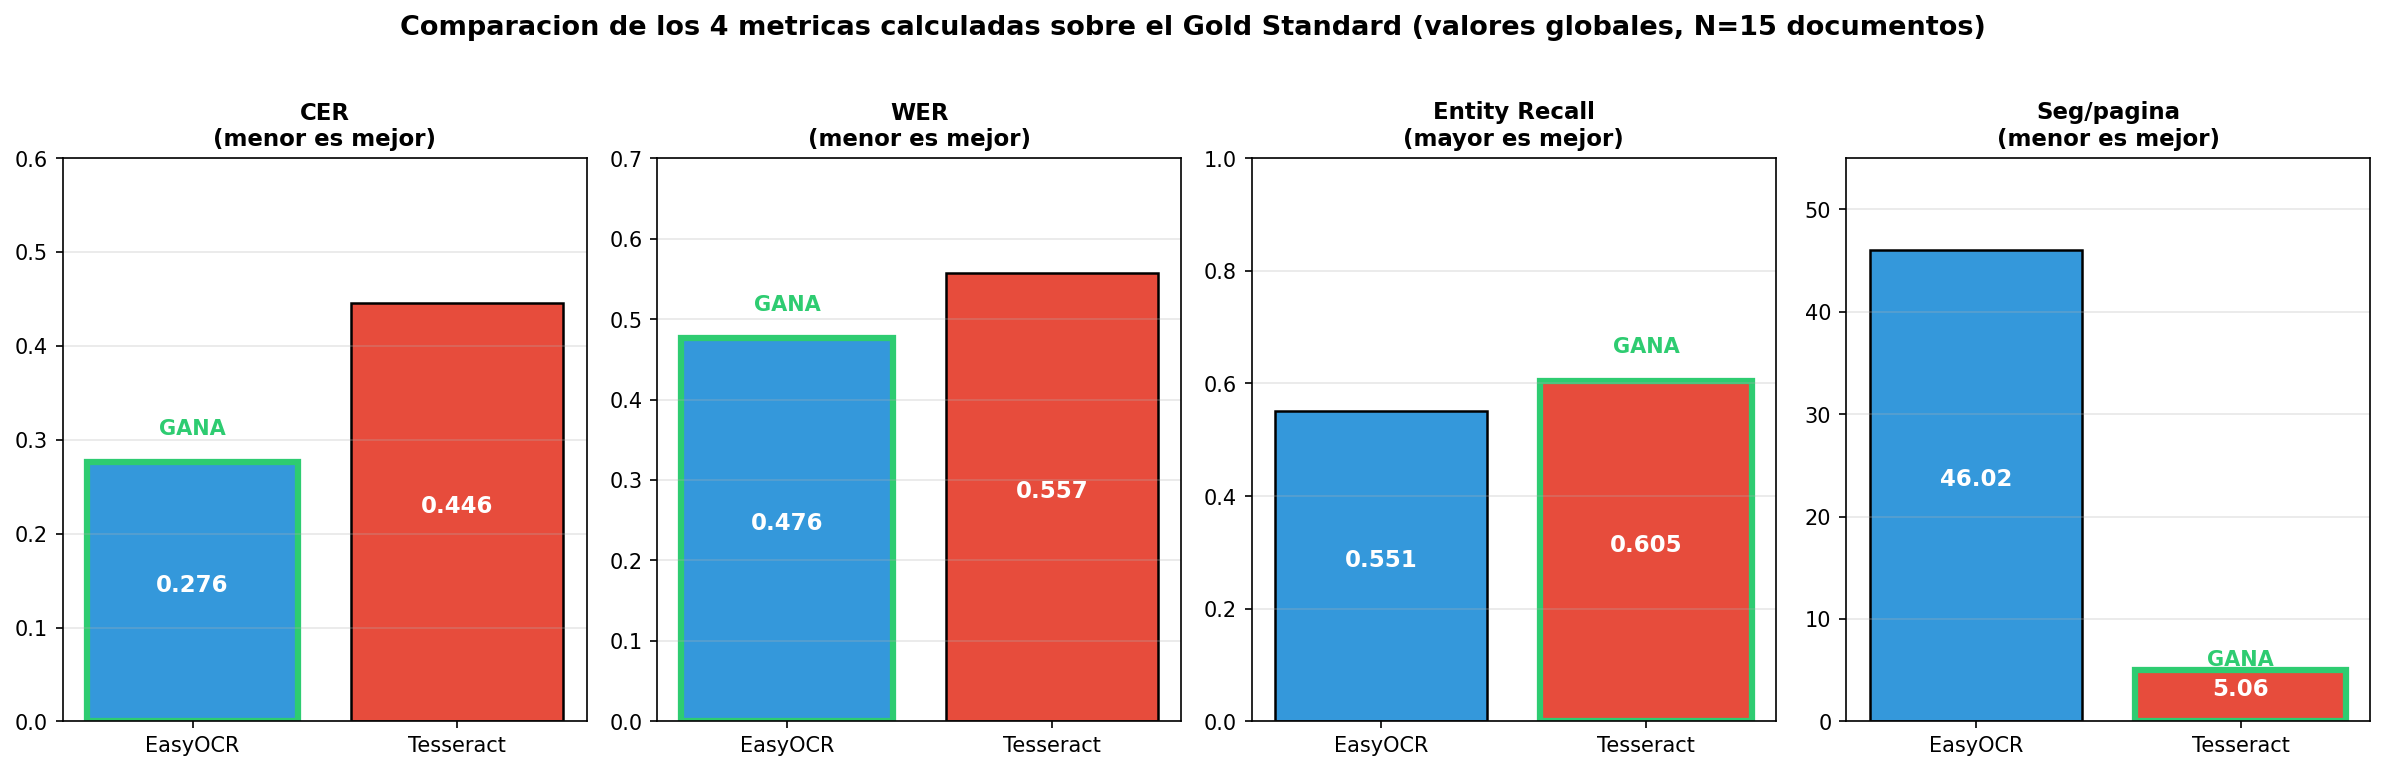 Comparacion de los 4 metricas calculadas sobre el Gold Standard (valores globales, N=15 documentos)
CER
(menor es mejor)
0.6
0.5
0.4
0.3
0.2
0.1
0.0
GANA
0.276
0.446
EasyOCR
Tesseract
WER
(menor es mejor)
0.7
0.6
0.5
0.4
0.3
0.2
0.1
0.0
GANA
0.476
0.557
EasyOCR
Tesseract
Entity Recall
(mayor es mejor)
1.0
0.8
0.6
0.4
0.2
0.0
0.551
GANA
0.605
EasyOCR
Tesseract
Seg/pagina
(menor es mejor)
50
40
30
20
10
0
46.02
GANA
5.06
EasyOCR
Tesseract